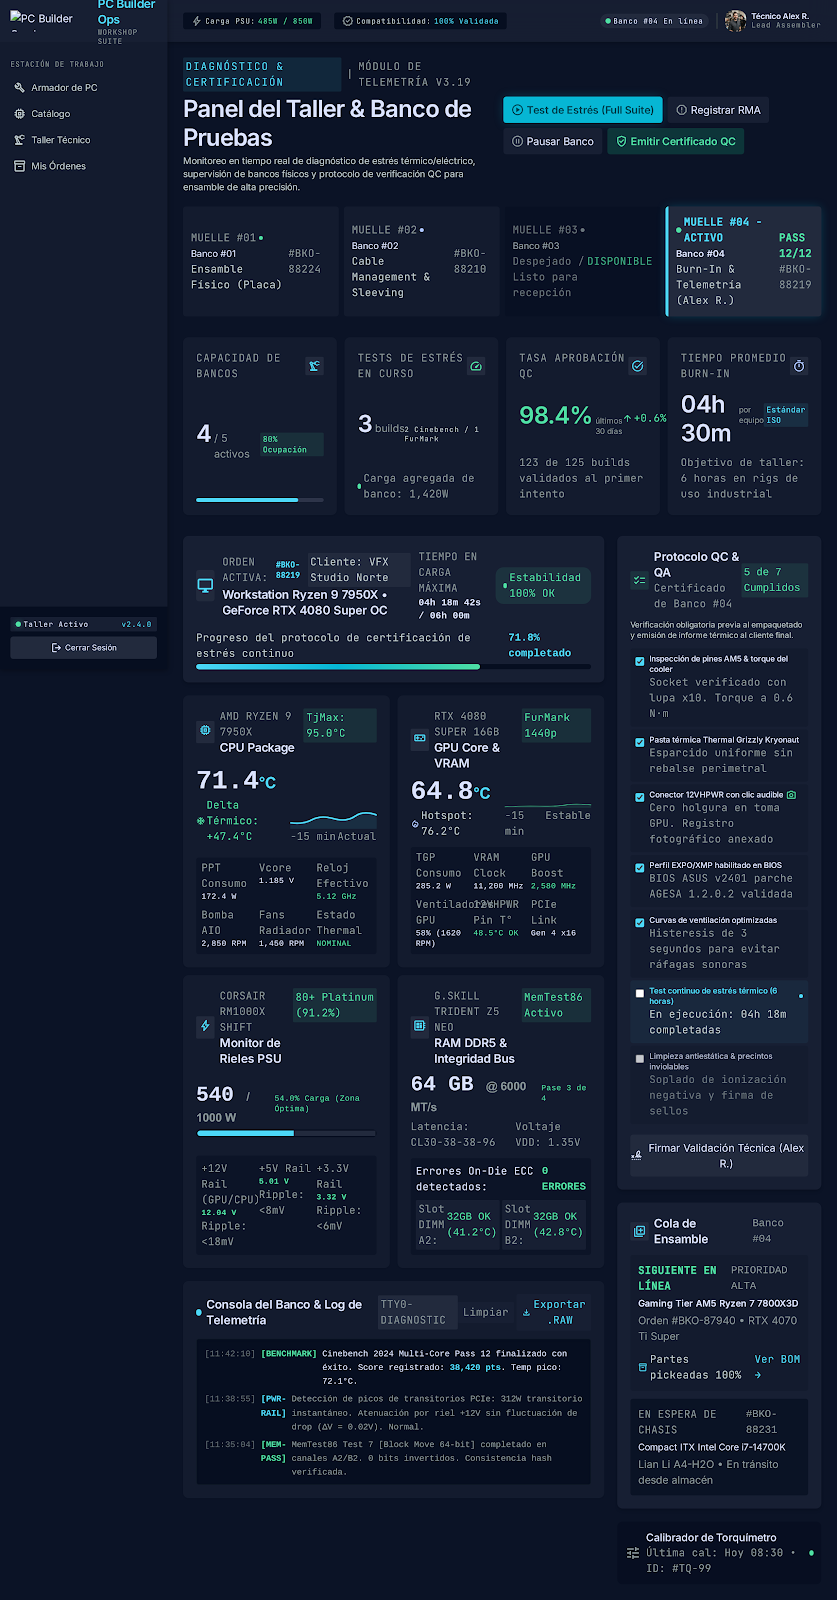 PC Builder
PC Builder Ops
WORKSHOP SUITE
Carga PSU: 485W / 850W
Compatibilidad: 100% Validada
Banco #04 En línea
Técnico Alex R.
Lead Assembler
ESTACIÓN DE TRABAJO
Armador de PC
Catálogo
Taller Técnico
Mis Órdenes
Taller Activo v2.4.0
Cerrar Sesión
DIAGNÓSTICO &
CERTIFICACIÓN
|
MÓDULO DE
TELEMETRÍA V3.19
Panel del Taller & Banco de
Pruebas
Monitoreo en tiempo real de diagnóstico de estrés térmico/eléctrico,
supervisión de bancos físicos y protocolo de verificación QC para
ensamble de alta precisión.
Test de Estrés (Full Suite)
Registrar RMA
Pausar Banco
Emitir Certificado QC
MUELLE #01
Banco #01
Ensamble
Físico (Placa)
#BKO-
88224
MUELLE #02
Banco #02
Cable
Management &
Sleeving
#BKO-
88210
MUELLE #03
Banco #03
Despejado /
Listo para
recepción
DISPONIBLE
MUELLE #04 -
ACTIVO
Banco #04
Burn-In &
Telemetría
(Alex R.)
PASS
12/12
#BKO-
88219
CAPACIDAD DE
BANCOS
4 / 5
activos
80%
Ocupación
TESTS DE ESTRÉS
EN CURSO
3 builds
2 Cinebench / 1
FurMark
Carga agregada de
banco: 1,420W
TASA APROBACIÓN
QC
98.4%
últimos
30 días
+0.6%
123 de 125 builds
validados al primer
intento
TIEMPO PROMEDIO
BURN-IN
04h
30m
por
equipo
Estándar
ISO
Objetivo de taller:
6 horas en rigs de
uso industrial
ORDEN
ACTIVA:
#BKO-
88219
Cliente: VFX
Studio Norte
Workstation Ryzen 9 7950X •
GeForce RTX 4080 Super OC
TIEMPO EN
CARGA
MÁXIMA
04h 18m 42s
/ 06h 00m
Estabilidad
100% OK
Progreso del protocolo de certificación de
estrés continuo
71.8%
completado
AMD RYZEN 9
7950X
CPU Package
TjMax:
95.0°C
71.4°C
Delta
Térmico:
+47.4°C
-15 min Actual
PPT
Consumo
172.4 W
Vcore
1.185 V
Reloj
Efectivo
5.12 GHz
Bomba
AIO
2,850 RPM
Fans
Radiador
1,450 RPM
Estado
Thermal
NOMINAL
RTX 4080
SUPER 16GB
GPU Core &
VRAM
FurMark
1440p
64.8°C
Hotspot:
76.2°C
-15
min
Estable
TGP
Consumo
285.2 W
VRAM
Clock
11,200 MHz
GPU
Boost
2,580 MHz
Ventiladores
GPU
58% (1620
RPM)
12VHPWR
Pin T°
48.5°C OK
PCIe
Link
Gen 4 x16
CORSAIR
RM1000X
SHIFT
Monitor de
Rieles PSU
80+ Platinum
(91.2%)
540 /
1000 W
54.0% Carga (Zona
Óptima)
+12V
Rail
(GPU/CPU)
12.04 V
Ripple:
<18mV
+5V Rail
5.01 V
Ripple:
<8mV
+3.3V
Rail
3.32 V
Ripple:
<6mV
G.SKILL
TRIDENT Z5
NEO
RAM DDR5 &
Integridad Bus
MemTest86
Activo
64 GB @ 6000
MT/s
Pase 3 de
4
Latencia:
CL30-38-38-96
Voltaje
VDD: 1.35V
Errores On-Die ECC
detectados:
0
ERRORES
Slot
DIMM
A2:
32GB OK
(41.2°C)
Slot
DIMM
B2:
32GB OK
(42.8°C)
Consola del Banco & Log de
Telemetría
TTY0-
DIAGNOSTIC
Limpiar
Exportar
.RAW
[11:42:10] [BENCHMARK] Cinebench 2024 Multi-Core Pass 12 finalizado con
éxito. Score registrado: 38,420 pts. Temp pico:
72.1°C.
[11:38:55] [PWR-
RAIL]
Detección de picos de transitorios PCIe: 312W transitorio
instantáneo. Atenuación por riel +12V sin fluctuación de
drop (ΔV = 0.02V). Normal.
[11:35:04] [MEM-
PASS]
MemTest86 Test 7 [Block Move 64-bit] completado en
canales A2/B2. 0 bits invertidos. Consistencia hash
verificada.
Protocolo QC &
QA
Certificado
de Banco #04
5 de 7
Cumplidos
Verificación obligatoria previa al empaquetado
y emisión de informe térmico al cliente final.
Inspección de pines AM5 & torque del
cooler
Socket verificado con
lupa x10. Torque a 0.6
N·m
Pasta térmica Thermal Grizzly Kryonaut
Esparcido uniforme sin
rebalse perimetral
Conector 12VHPWR con clic audible
Cero holgura en toma
GPU. Registro
fotográfico anexado
Perfil EXPO/XMP habilitado en BIOS
BIOS ASUS v2401 parche
AGESA 1.2.0.2 validada
Curvas de ventilación optimizadas
Histeresis de 3
segundos para evitar
ráfagas sonoras
Test continuo de estrés térmico (6
horas)
En ejecución: 04h 18m
completadas
Limpieza antiestática & precintos
inviolables
Soplado de ionización
negativa y firma de
sellos
Firmar Validación Técnica (Alex
R.)
Cola de
Ensamble
Banco
#04
SIGUIENTE EN
LÍNEA
PRIORIDAD
ALTA
Gaming Tier AM5 Ryzen 7 7800X3D
Orden #BKO-87940 • RTX 4070
Ti Super
Partes
pickeadas 100%
Ver BOM
→
EN ESPERA DE
CHASIS
#BKO-
88231
Compact ITX Intel Core i7-14700K
Lian Li A4-H2O • En tránsito
desde almacén
Calibrador de Torquímetro
Última cal: Hoy 08:30 •
ID: #TQ-99